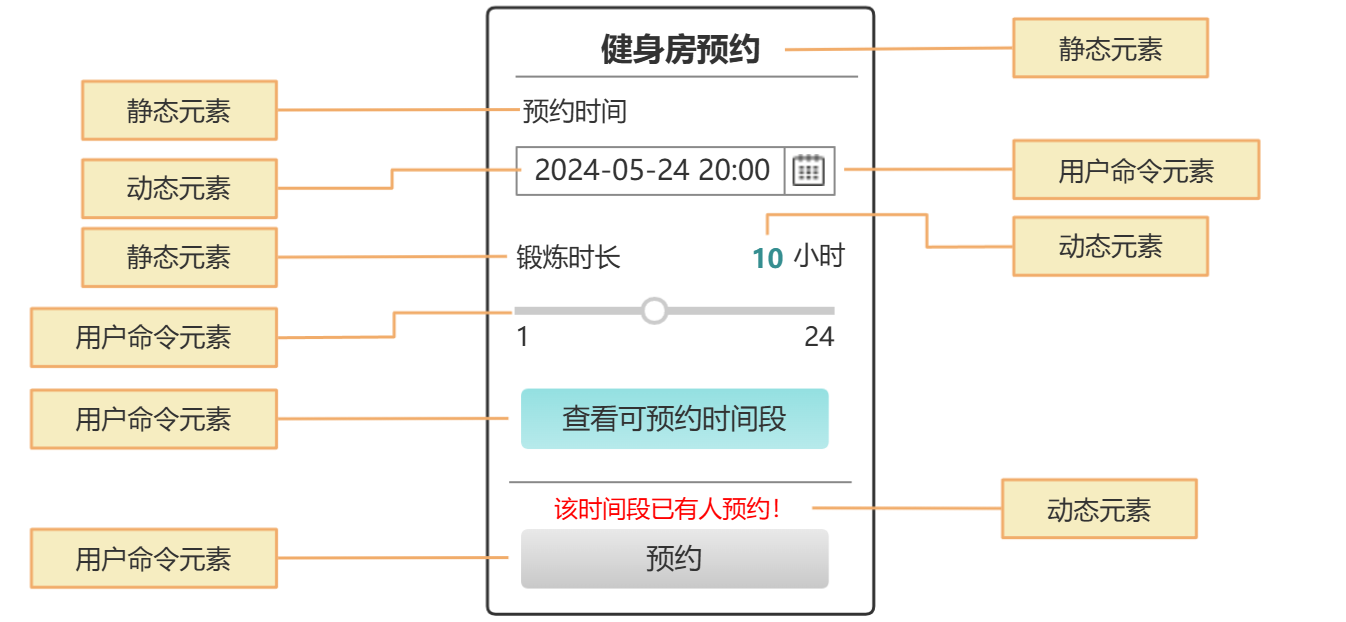 健身房预约
静态元素
静态元素
预约时间
动态元素
2024-05-24 20:00
用户命令元素
静态元素
锻炼时长
10 小时
动态元素
用户命令元素
1
24
用户命令元素
查看可预约时间段
该时间段已有人预约！
动态元素
用户命令元素
预约